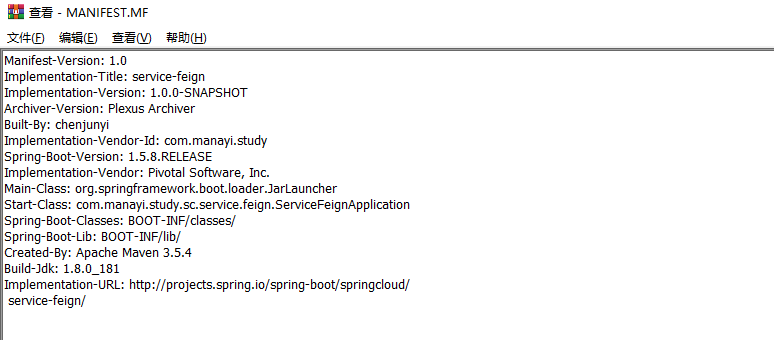 查看 - MANIFEST.MF
文件(F) 编辑(E) 查看(V) 帮助(H)
Manifest-Version: 1.0
Implementation-Title: service-feign
Implementation-Version: 1.0.0-SNAPSHOT
Archiver-Version: Plexus Archiver
Built-By: chenjunyi
Implementation-Vendor-Id: com.manayi.study
Spring-Boot-Version: 1.5.8.RELEASE
Implementation-Vendor: Pivotal Software, Inc.
Main-Class: org.springframework.boot.loader.JarLauncher
Start-Class: com.manayi.study.sc.service.feign.ServiceFeignApplication
Spring-Boot-Classes: BOOT-INF/classes/
Spring-Boot-Lib: BOOT-INF/lib/
Created-By: Apache Maven 3.5.4
Build-Jdk: 1.8.0_181
Implementation-URL: http://projects.spring.io/spring-boot/springcloud/
service-feign/